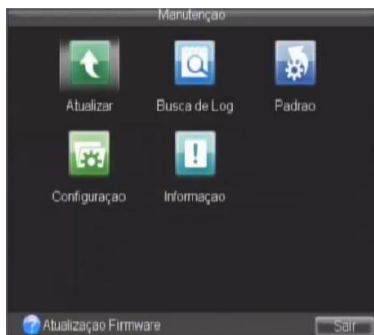 Manutençao
Atualizar Busca de Log Padrao
Configuraçao Informaçao
Atualizaçao Firmware Sair